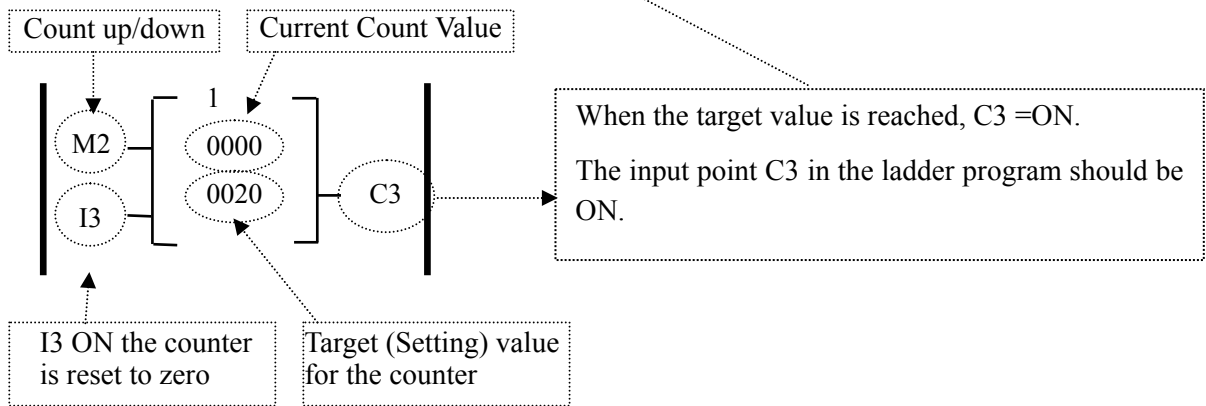 Count up/down
Current Count Value
1
M2
0000
0020
I3
C3
When the target value is reached, C3 =ON.
The input point C3 in the ladder program should be
ON.
I3 ON the counter
is reset to zero
Target (Setting) value
for the counter